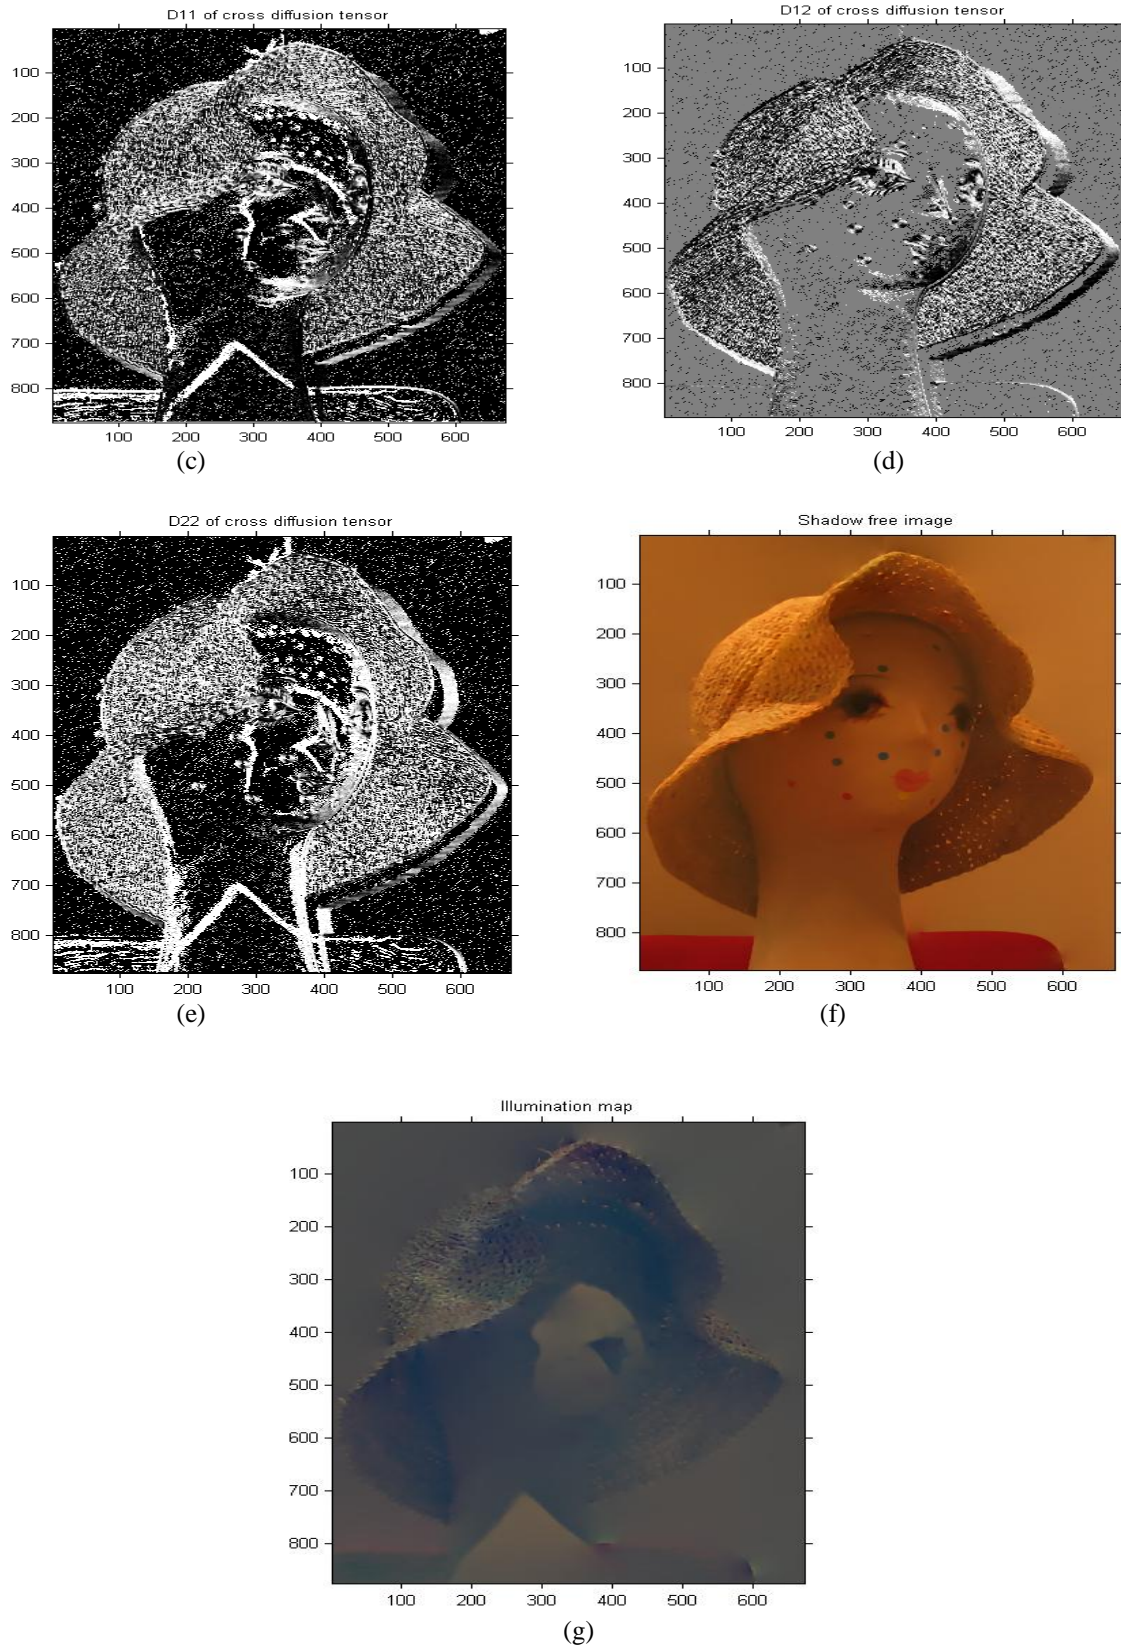 D11 of cross diffusion tensor
100
200
300
400
500
600
700
800
100 200 300 400 500 600
(c)
D12 of cross diffusion tensor
100
200
300
400
500
600
700
800
100 200 300 400 500 600
(d)
D22 of cross diffusion tensor
100
200
300
400
500
600
700
800
100 200 300 400 500 600
(e)
Shadow free image
100
200
300
400
500
600
700
800
100 200 300 400 500 600
(f)
Illumination map
100
200
300
400
500
600
700
800
100 200 300 400 500 600
(g)